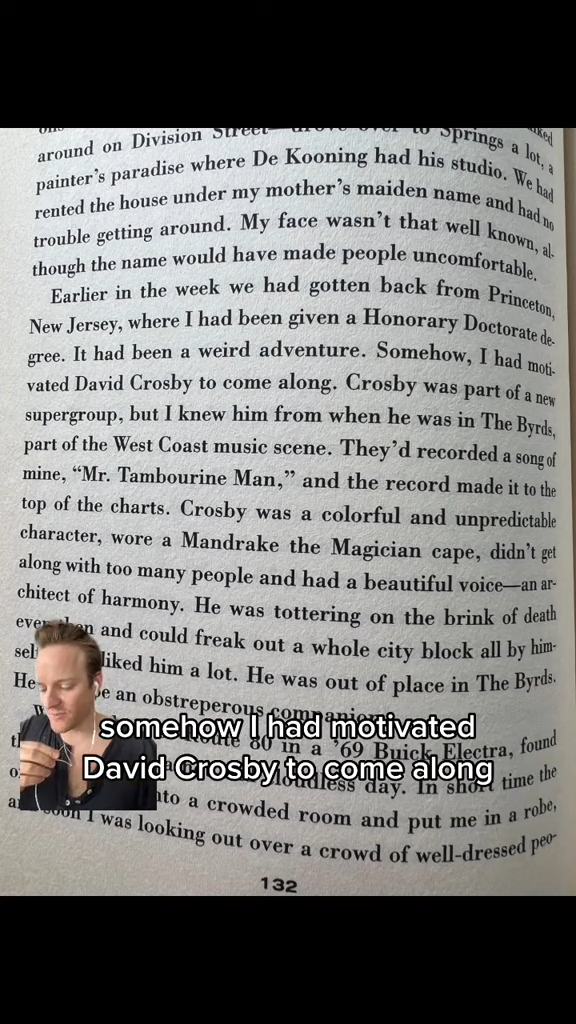 around on Division Street—drove over to Springs a lot, a
painter's paradise where De Kooning had his studio. We had
rented the house under my mother's maiden name and had no
trouble getting around. My face wasn't that well known, al-
though the name would have made people uncomfortable.
Earlier in the week we had gotten back from Princeton,
New Jersey, where I had been given a Honorary Doctorate de-
gree. It had been a weird adventure. Somehow, I had moti-
vated David Crosby to come along. Crosby was part of a new
supergroup, but I knew him from when he was in The Byrds,
part of the West Coast music scene. They'd recorded a song of
mine, "Mr. Tambourine Man," and the record made it to the
top of the charts. Crosby was a colorful and unpredictable
character, wore a Mandrake the Magician cape, didn't get
along with too many people and had a beautiful voice—an ar-
chitect of harmony. He was tottering on the brink of death
even then and could freak out a whole city block all by him-
liked him a lot. He was out of place in The Byrds.
He be an obstreperous companion.
somehow I had motivated
Route 80 in a '69 Buick Electra, found
David Crosby to come along
cloudless day. In short time the
into a crowded room and put me in a robe,
soon I was looking out over a crowd of well-dressed peo-
132